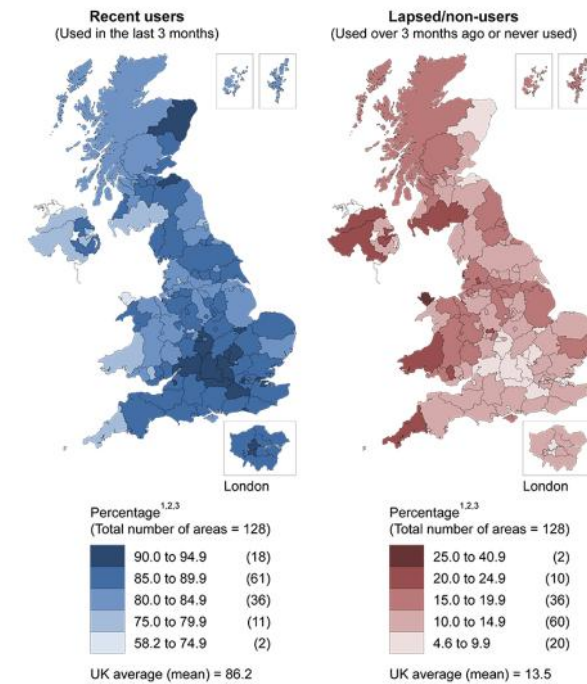 Recent users
(Used in the last 3 months)
Lapsed/non-users
(Used over 3 months ago or never used)
London
London
Percentage1,2,3
(Total number of areas = 128)
90.0 to 94.9 (18)
85.0 to 89.9 (61)
80.0 to 84.9 (36)
75.0 to 79.9 (11)
58.2 to 74.9 (2)
UK average (mean) = 86.2
Percentage1,2,3
(Total number of areas = 128)
25.0 to 40.9 (2)
20.0 to 24.9 (10)
15.0 to 19.9 (36)
10.0 to 14.9 (60)
4.6 to 9.9 (20)
UK average (mean) = 13.5